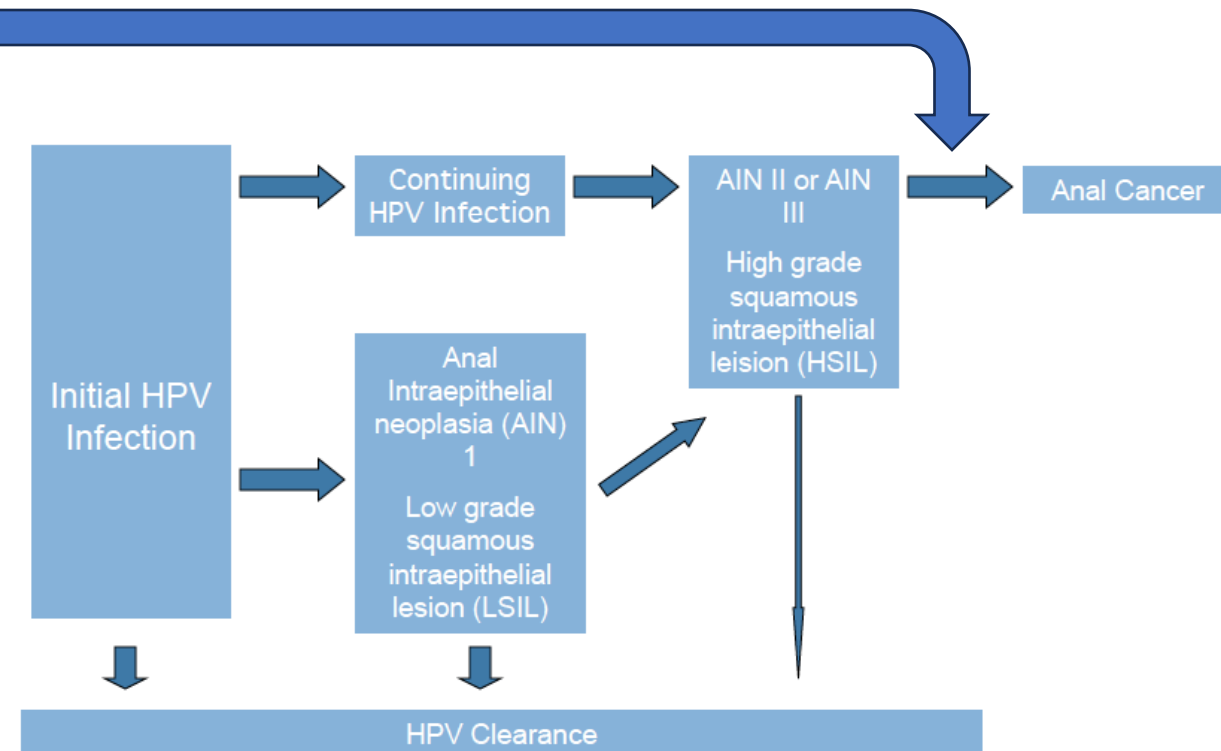 Initial HPV
Infection
Continuing
HPV Infection
Anal
Intraepithelial
neoplasia (AIN)
1
Low grade
squamous
intraepithelial
lesion (LSIL)
AIN II or AIN
III
High grade
squamous
intraepithelial
leision (HSIL)
Anal Cancer
HPV Clearance